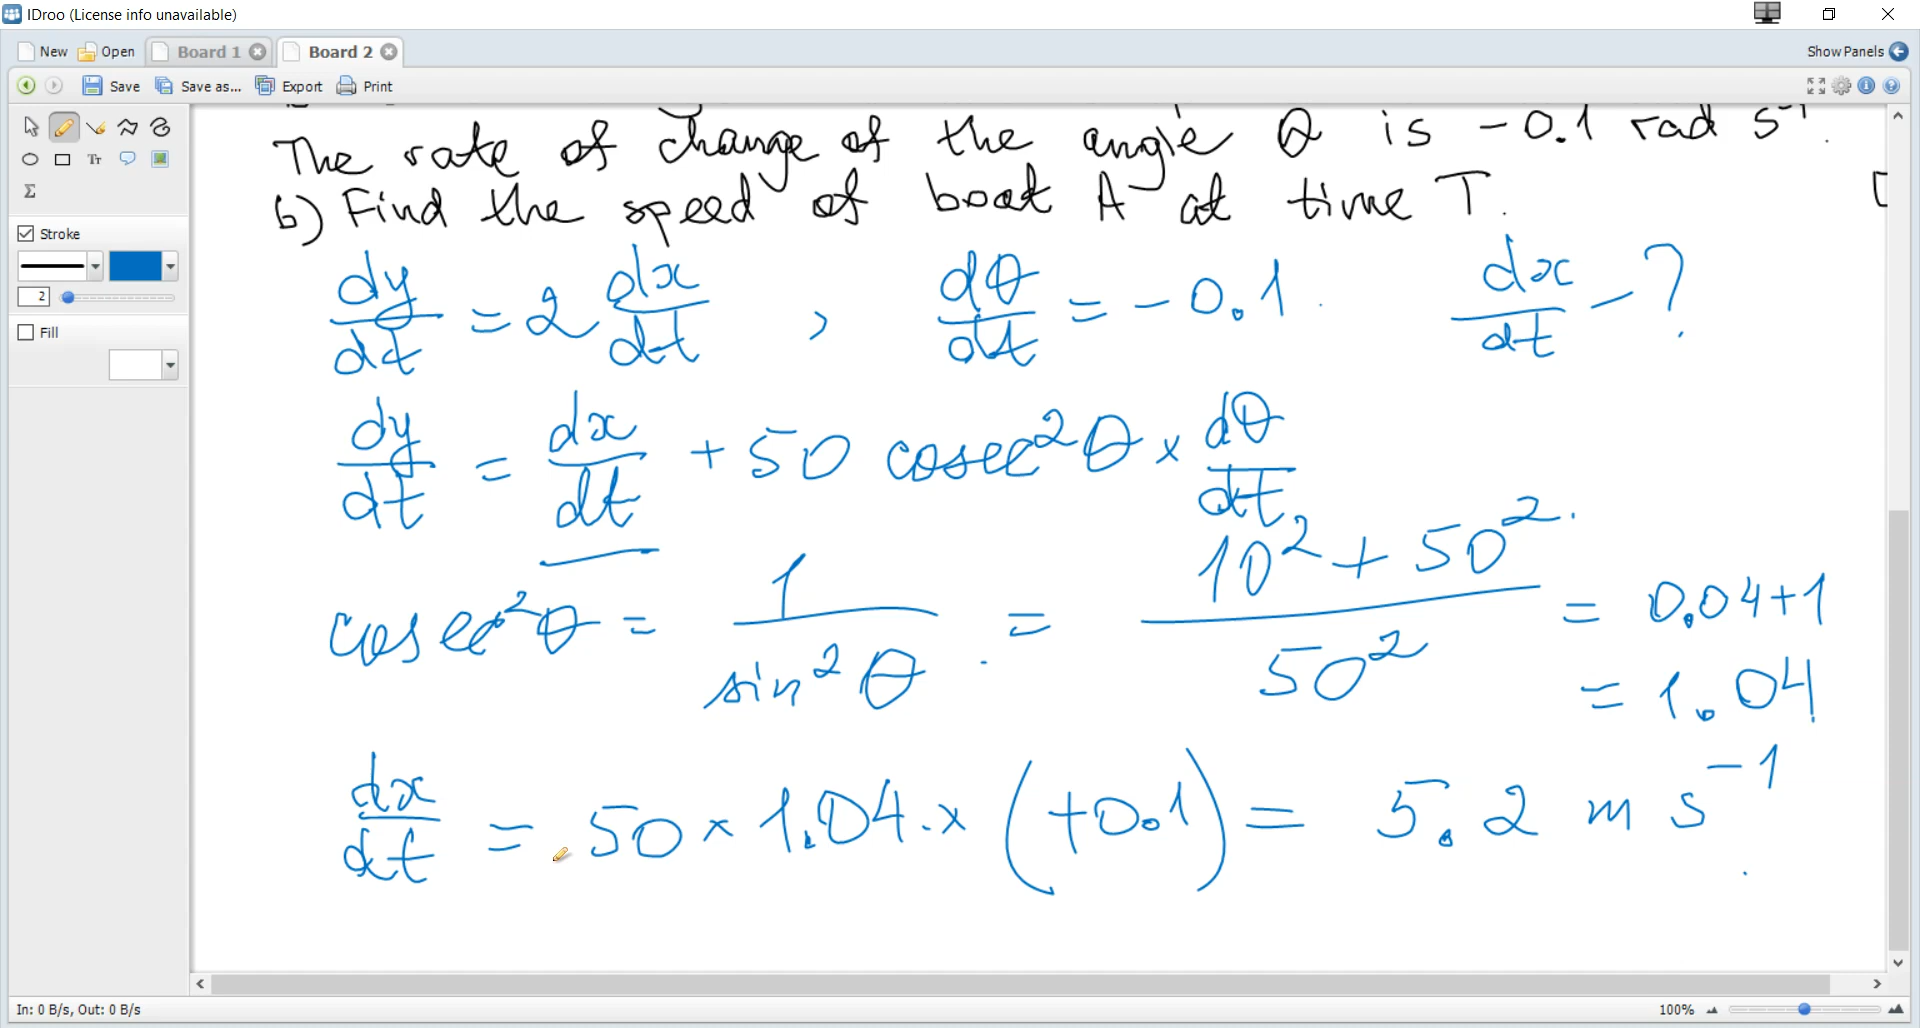 IDroo (License info unavailable)
New Open Board 1 Board 2 Show Panels
Save Save as... Export Print
Tr
Σ
Stroke
2
Fill
The rate of change of the angle θ is -0.1 rad s⁻¹.
b) Find the speed of boat A at time T.
dy/dt = 2 dx/dt , dθ/dt = -0.1. dx/dt - ?
dy/dt = dx/dt + 50 cosec²θ × dθ/dt
cosec²θ = 1/sin²θ = (10² + 50²)/50² = 0.04+1
= 1.04
dx/dt = 50 × 1.04 × (+0.1) = 5.2 m s⁻¹.
In: 0 B/s, Out: 0 B/s 100%